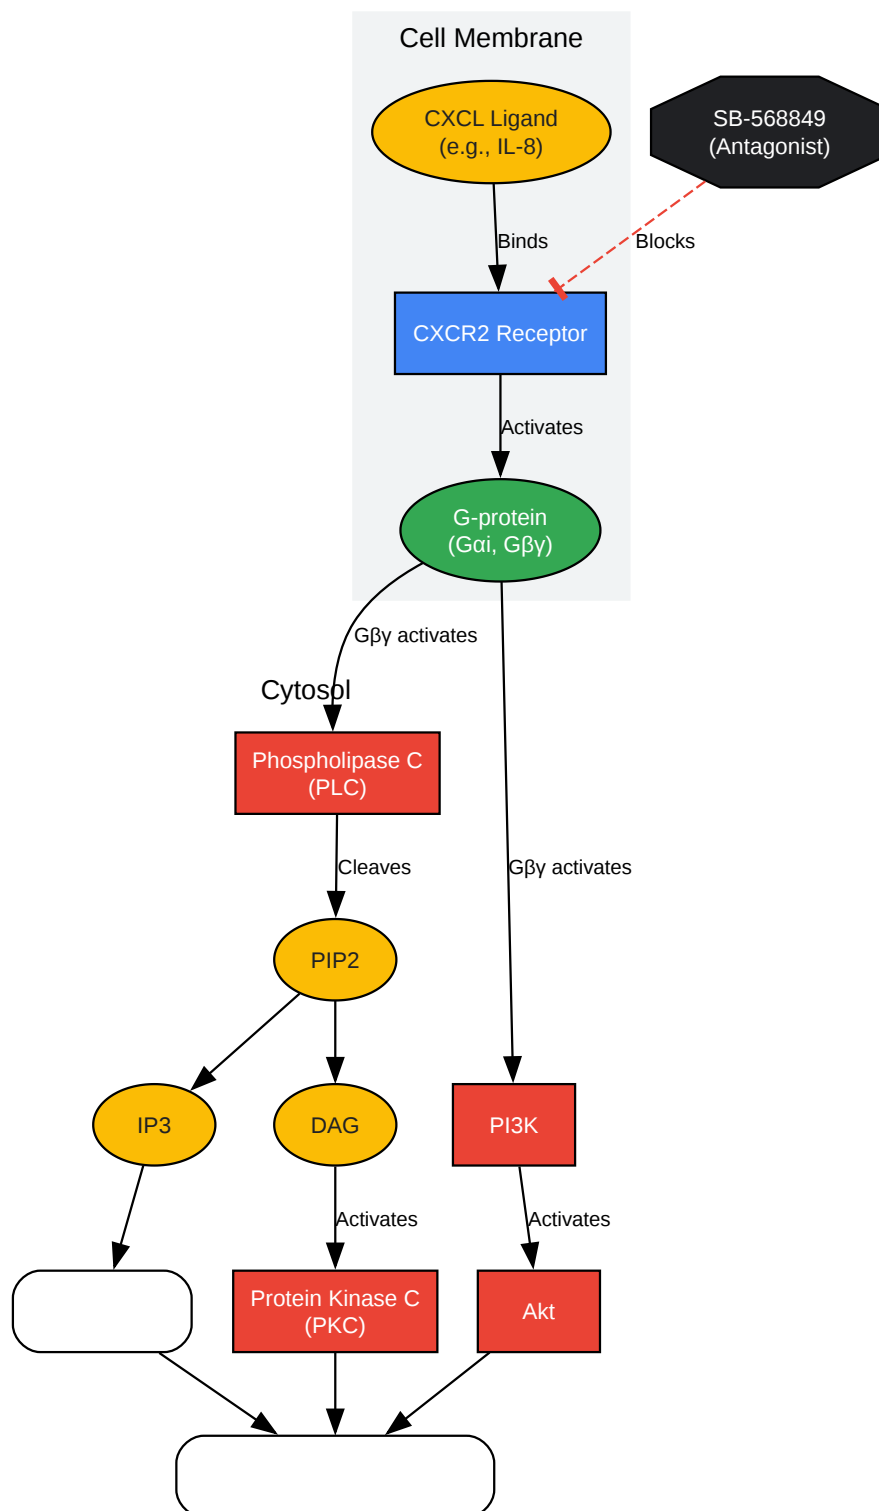 Cell Membrane
CXCL Ligand
(e.g., IL-8)
SB-568849
(Antagonist)
Binds
Blocks
CXCR2 Receptor
Activates
G-protein
(Gαi, Gβγ)
Gβγ activates
Cytosol
Phospholipase C
(PLC)
Cleaves
Gβγ activates
PIP2
IP3
DAG
PI3K
Activates
Activates
Protein Kinase C
(PKC)
Akt